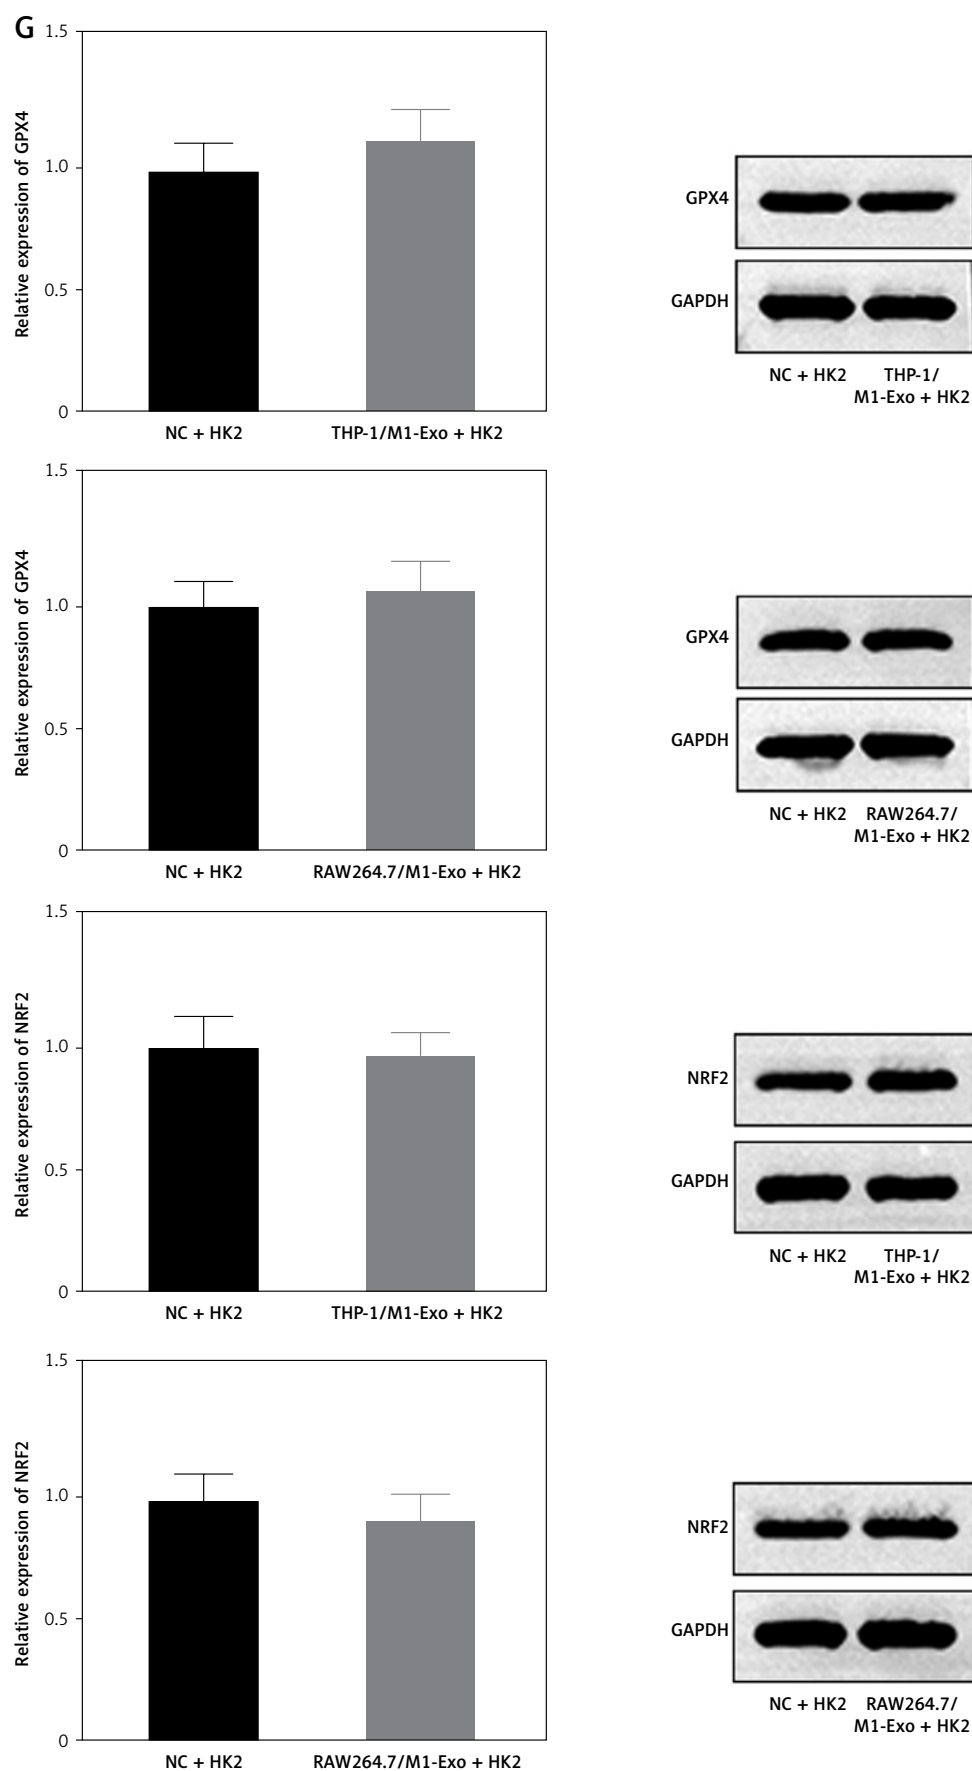 G
Relative expression of GPX4
1.5
1.0
0.5
0
NC + HK2
THP-1/M1-Exo + HK2
GPX4
GAPDH
NC + HK2
THP-1/
M1-Exo + HK2
Relative expression of GPX4
1.5
1.0
0.5
0
NC + HK2
RAW264.7/M1-Exo + HK2
GPX4
GAPDH
NC + HK2
RAW264.7/
M1-Exo + HK2
Relative expression of NRF2
1.5
1.0
0.5
0
NC + HK2
THP-1/M1-Exo + HK2
NRF2
GAPDH
NC + HK2
THP-1/
M1-Exo + HK2
Relative expression of NRF2
1.5
1.0
0.5
0
NC + HK2
RAW264.7/M1-Exo + HK2
NRF2
GAPDH
NC + HK2
RAW264.7/
M1-Exo + HK2